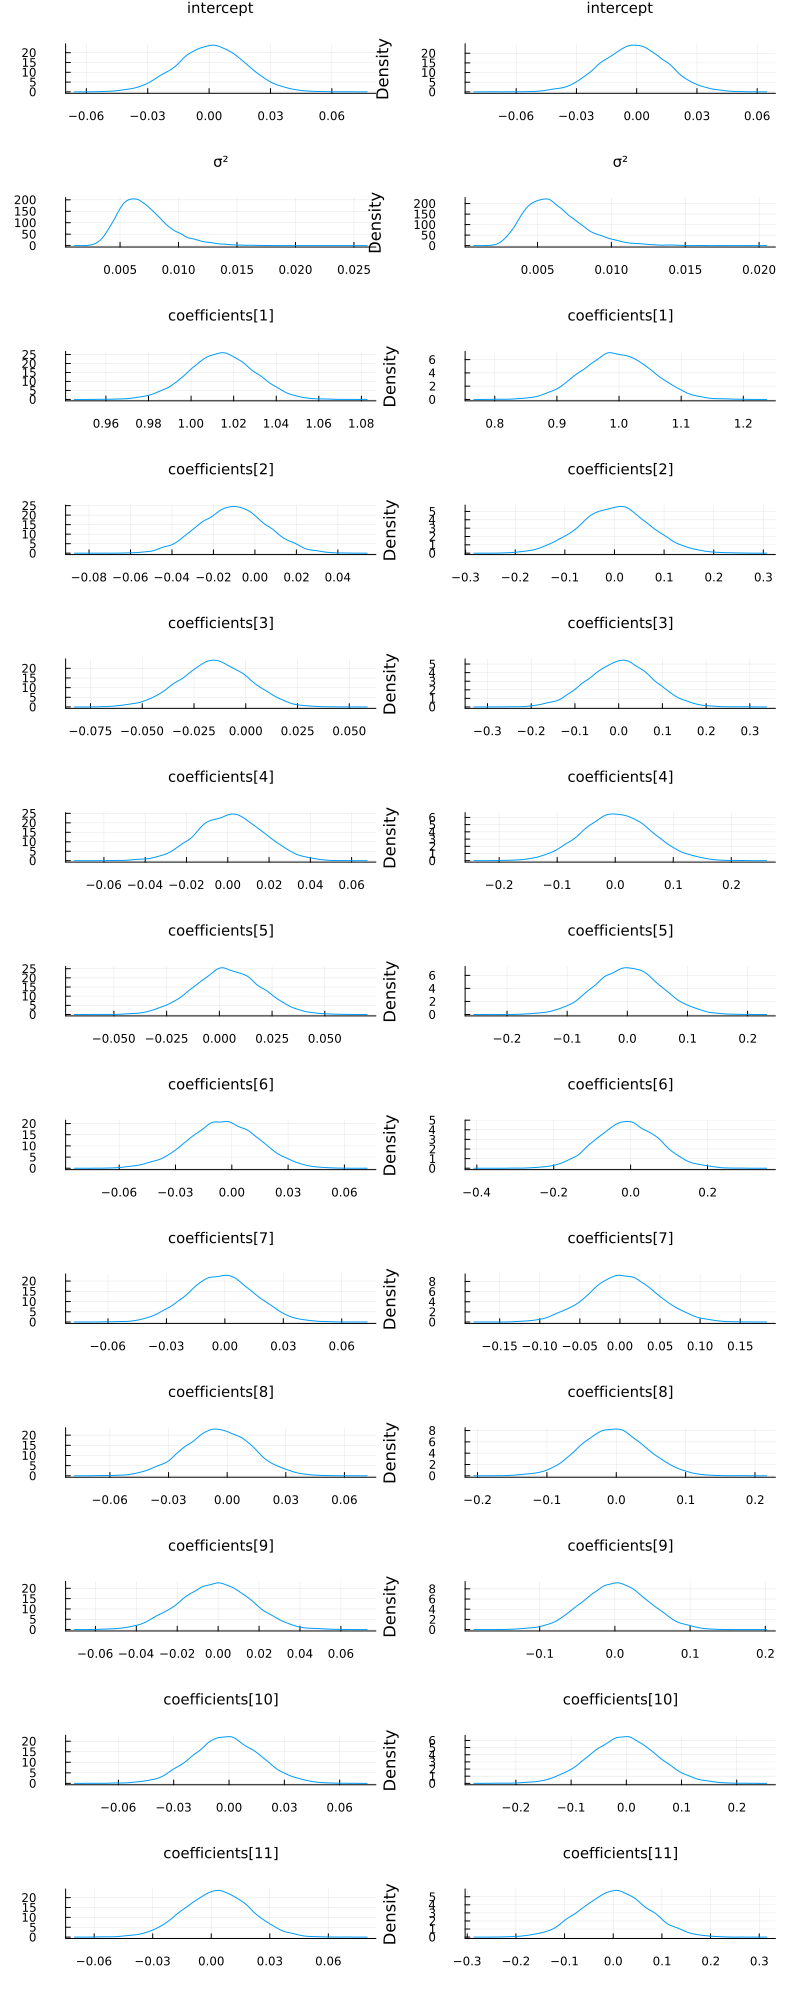 intercept
20
15
10
5
0
−0.06 −0.03 0.00 0.03 0.06
intercept
Density
20
15
10
5
0
−0.06 −0.03 0.00 0.03 0.06
σ²
200
150
100
50
0
0.005 0.010 0.015 0.020 0.025
σ²
Density
200
150
100
50
0
0.005 0.010 0.015 0.020
coefficients[1]
25
20
15
10
5
0
0.96 0.98 1.00 1.02 1.04 1.06 1.08
coefficients[1]
Density
6
4
2
0
0.8 0.9 1.0 1.1 1.2
coefficients[2]
25
20
15
10
5
0
−0.08 −0.06 −0.04 −0.02 0.00 0.02 0.04
coefficients[2]
Density
5
4
3
2
1
0
−0.3 −0.2 −0.1 0.0 0.1 0.2 0.3
coefficients[3]
20
15
10
5
0
−0.075 −0.050 −0.025 0.000 0.025 0.050
coefficients[3]
Density
5
4
3
2
1
0
−0.3 −0.2 −0.1 0.0 0.1 0.2 0.3
coefficients[4]
25
20
15
10
5
0
−0.06 −0.04 −0.02 0.00 0.02 0.04 0.06
coefficients[4]
Density
6
5
4
3
2
1
0
−0.2 −0.1 0.0 0.1 0.2
coefficients[5]
25
20
15
10
5
0
−0.050 −0.025 0.000 0.025 0.050
coefficients[5]
Density
6
4
2
0
−0.2 −0.1 0.0 0.1 0.2
coefficients[6]
20
15
10
5
0
−0.06 −0.03 0.00 0.03 0.06
coefficients[6]
Density
5
4
3
2
1
0
−0.4 −0.2 0.0 0.2
coefficients[7]
20
15
10
5
0
−0.06 −0.03 0.00 0.03 0.06
coefficients[7]
Density
8
6
4
2
0
−0.15 −0.10 −0.05 0.00 0.05 0.10 0.15
coefficients[8]
20
15
10
5
0
−0.06 −0.03 0.00 0.03 0.06
coefficients[8]
Density
8
6
4
2
0
−0.2 −0.1 0.0 0.1 0.2
coefficients[9]
20
15
10
5
0
−0.06 −0.04 −0.02 0.00 0.02 0.04 0.06
coefficients[9]
Density
8
6
4
2
0
−0.1 0.0 0.1 0.2
coefficients[10]
20
15
10
5
0
−0.06 −0.03 0.00 0.03 0.06
coefficients[10]
Density
6
5
4
3
2
1
0
−0.2 −0.1 0.0 0.1 0.2
coefficients[11]
20
15
10
5
0
−0.06 −0.03 0.00 0.03 0.06
coefficients[11]
Density
5
4
3
2
1
0
−0.3 −0.2 −0.1 0.0 0.1 0.2 0.3